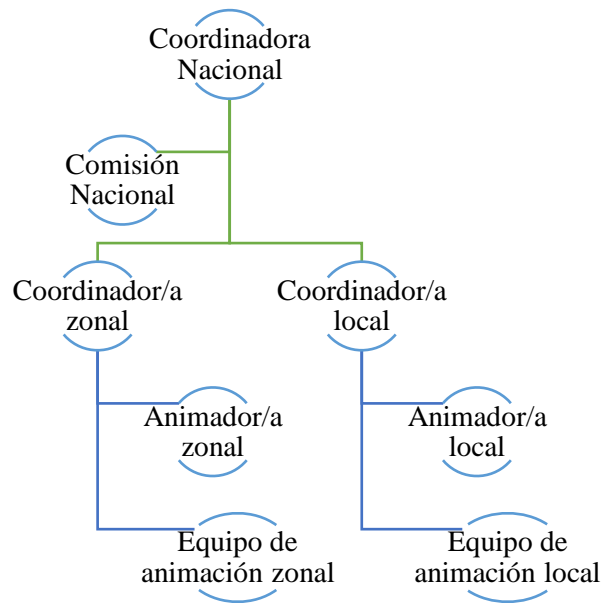 Coordinadora
Nacional
Comisión
Nacional
Coordinador/a
zonal
Coordinador/a
local
Animador/a
zonal
Animador/a
local
Equipo de
animación zonal
Equipo de
animación local